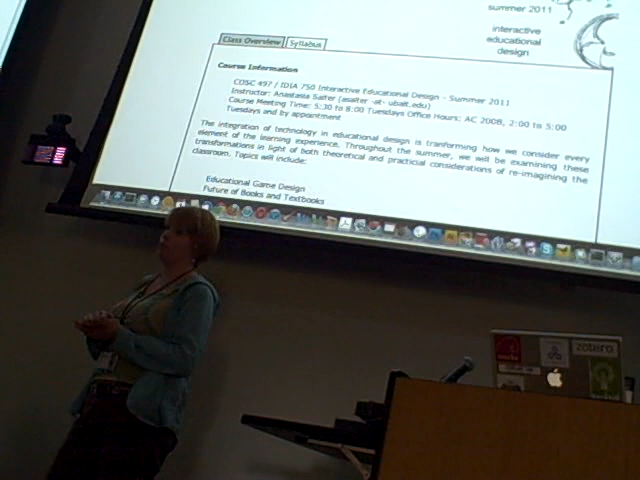 summer 2011
interactive
educational
design
Class Overview Syllabus
Course Information
COSC 497 / IDIA 750 Interactive Educational Design - Summer 2011
Instructor: Anastasia Salter (asalter -at- ubalt.edu)
Course Meeting Time: 5:30 to 8:00 Tuesdays Office Hours: AC 200B, 2:00 to 5:00
Tuesdays and by appointment
The integration of technology in educational design is tranforming how we consider every
element of the learning experience. Throughout the summer, we will be examining these
transformations in light of both theoretical and practicial considerations of re-imagining the
classroom. Topics will include:
Educational Game Design
Future of Books and Textbooks
zotero